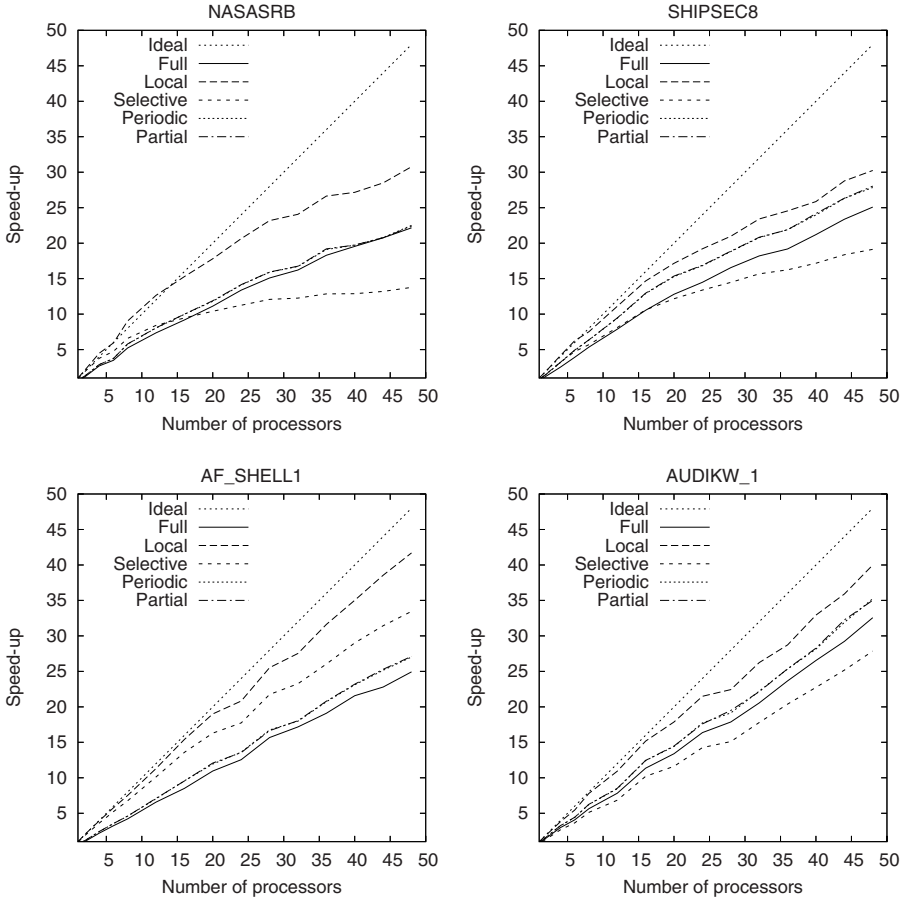 NASASRB
50
45
40
35
30
25
20
15
10
5
Speed-up
Ideal
Full
Local
Selective
Periodic
Partial
5 10 15 20 25 30 35 40 45 50
Number of processors
SHIPSEC8
50
45
40
35
30
25
20
15
10
5
Speed-up
Ideal
Full
Local
Selective
Periodic
Partial
5 10 15 20 25 30 35 40 45 50
Number of processors
AF_SHELL1
50
45
40
35
30
25
20
15
10
5
Speed-up
Ideal
Full
Local
Selective
Periodic
Partial
5 10 15 20 25 30 35 40 45 50
Number of processors
AUDIKW_1
50
45
40
35
30
25
20
15
10
5
Speed-up
Ideal
Full
Local
Selective
Periodic
Partial
5 10 15 20 25 30 35 40 45 50
Number of processors